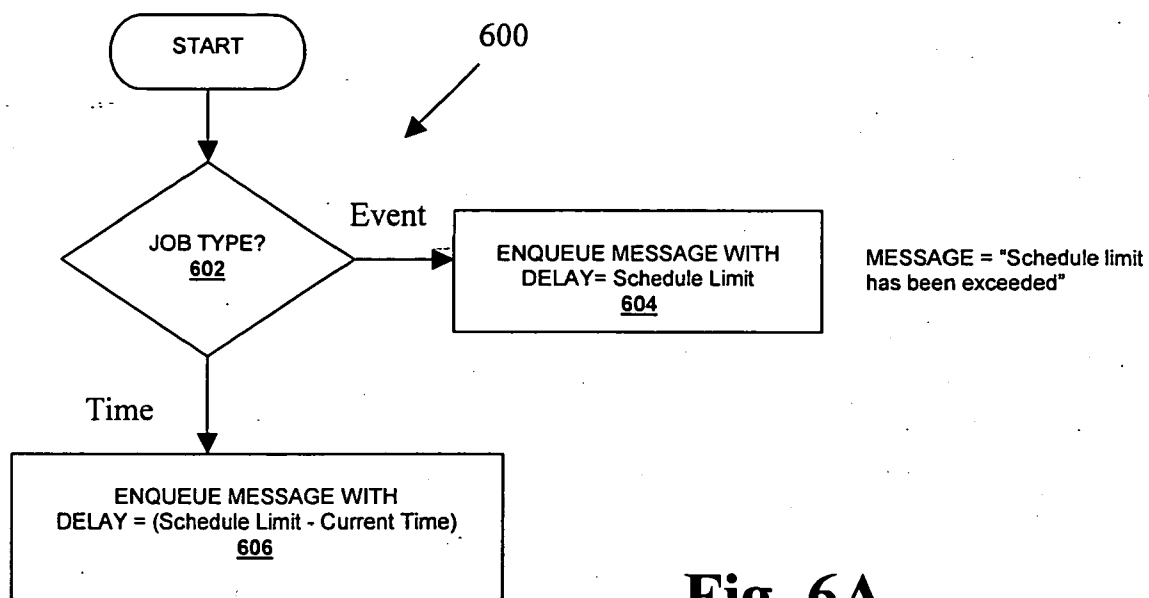 START
600
JOB TYPE?
602
Event
ENQUEUE MESSAGE WITH
DELAY= Schedule Limit
604
MESSAGE = "Schedule limit
has been exceeded"
Time
ENQUEUE MESSAGE WITH
DELAY = (Schedule Limit - Current Time)
606
Fig. 6A